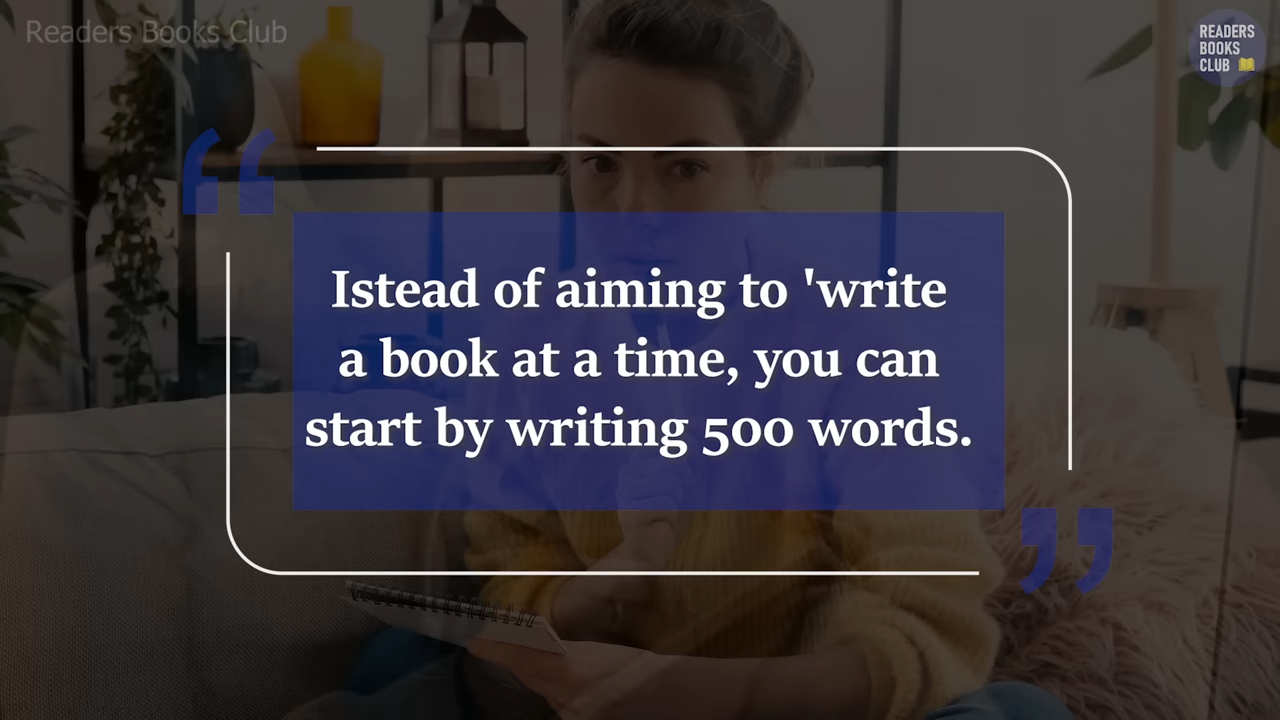 Readers Books Club
READERS
BOOKS
CLUB
Istead of aiming to 'write
a book at a time, you can
start by writing 500 words.